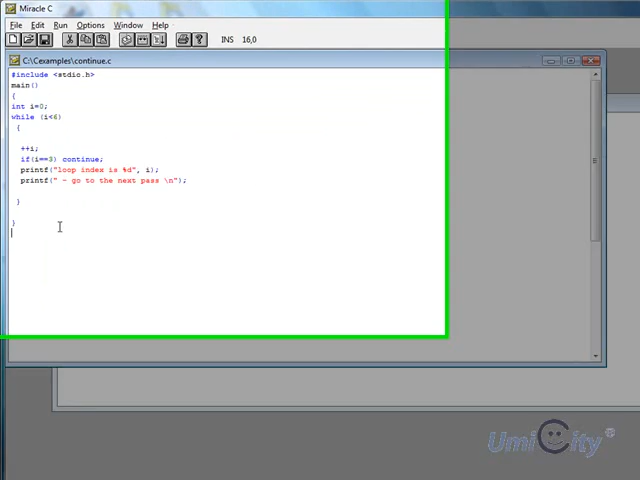 Miracle C
File Edit Run Options Window Help
INS 16,0
C:\Cexamples\continue.c
#include <stdio.h>
main()
{
int i=0;
while (i<6)
{
++i;
if(i==3) continue;
printf("loop index is %d", i);
printf(" - go to the next pass \n");
}
}
UmiCity ®